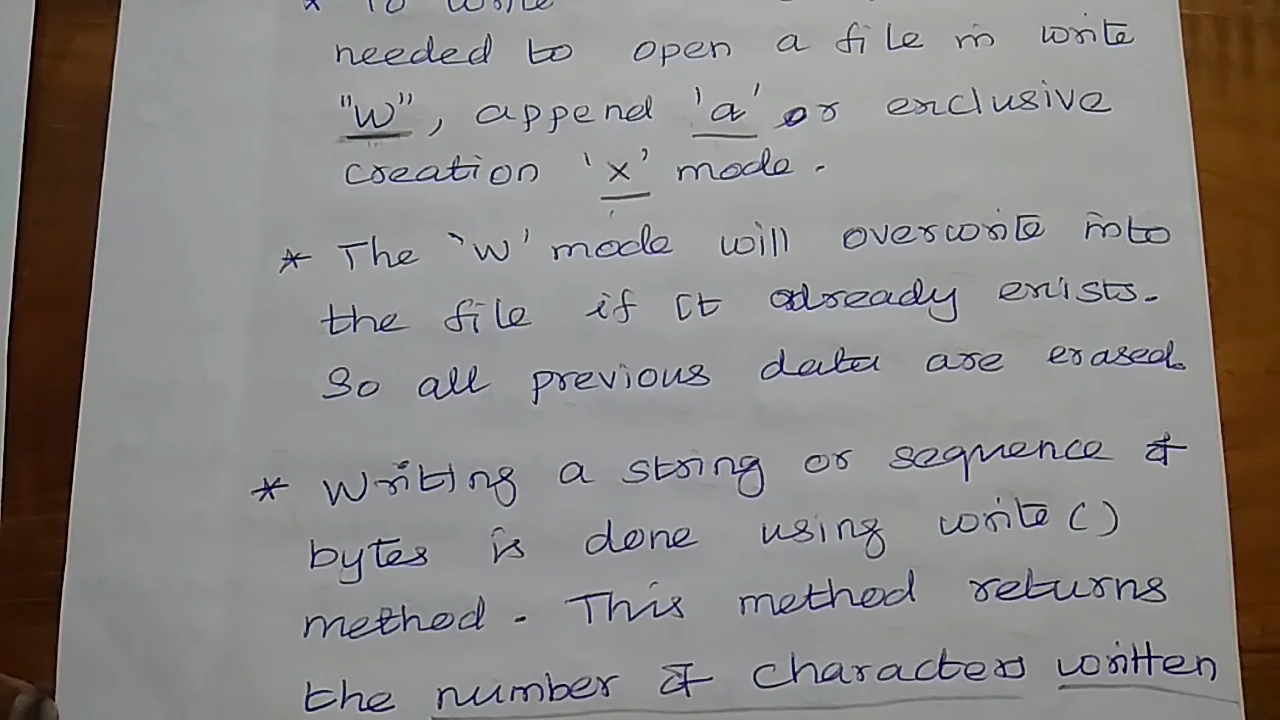 * To write
needed to open a file in write
"W", append 'a' or exclusive
creation 'x' mode.
* The 'W' mode will overwrite into
the file if It already exists.
So all previous data are erased.
* Writing a string or sequence of
bytes is done using write ()
method. This method returns
the number of characters written